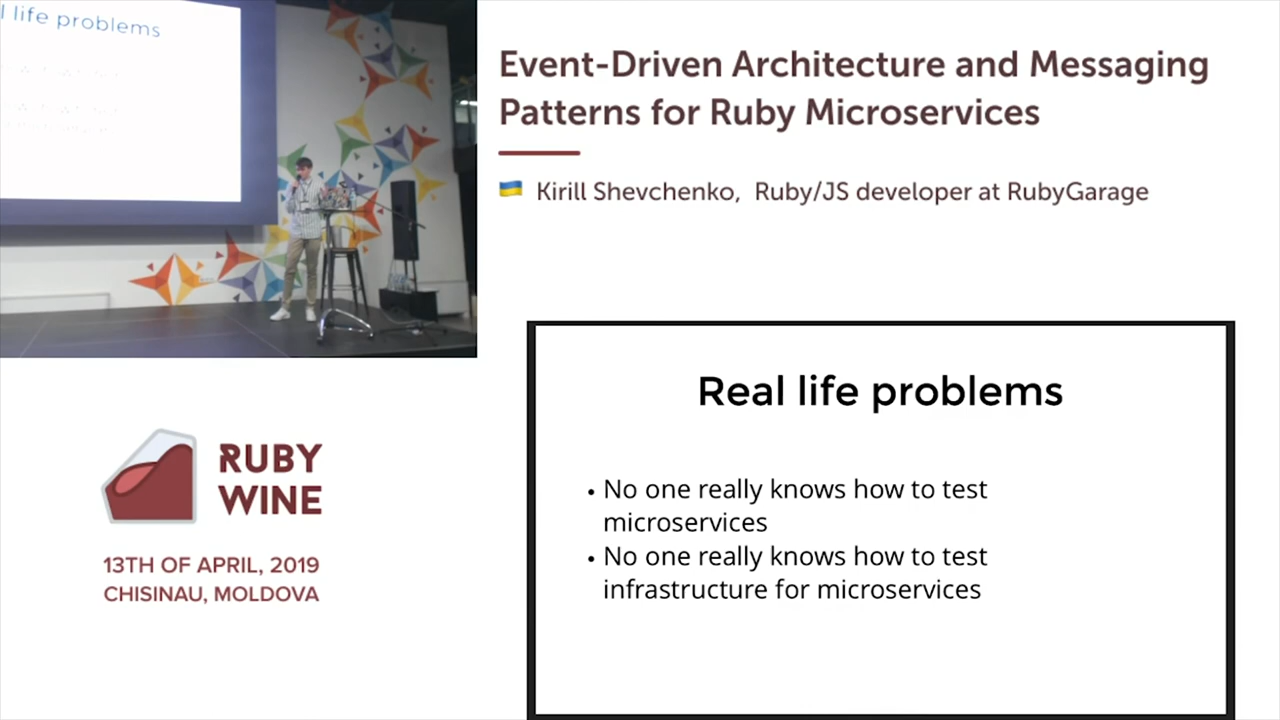 l life problems
Event-Driven Architecture and Messaging
Patterns for Ruby Microservices
Kirill Shevchenko, Ruby/JS developer at RubyGarage
RUBY
WINE
13TH OF APRIL, 2019
CHISINAU, MOLDOVA
Real life problems
• No one really knows how to test
microservices
• No one really knows how to test
infrastructure for microservices